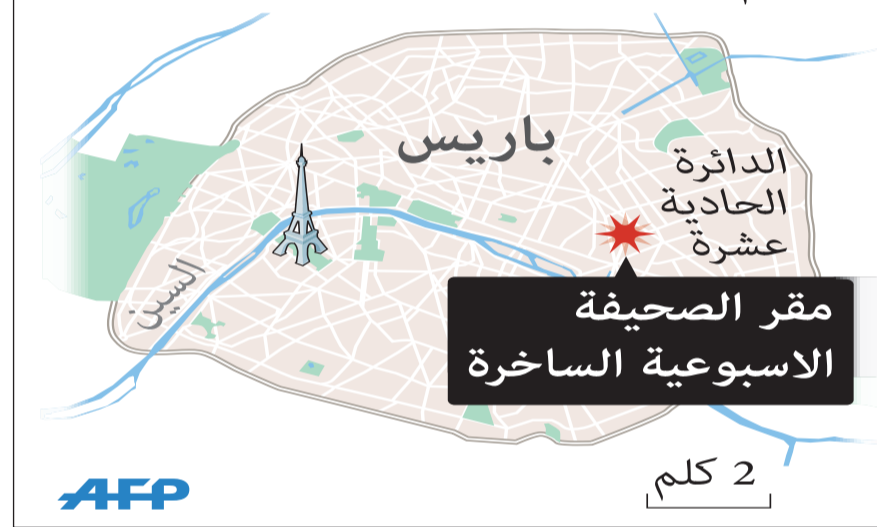 باريس
الدائرة
الحادية
عشرة
السين
مقر الصحيفة
الاسبوعية الساخرة
2 كلم
AFP